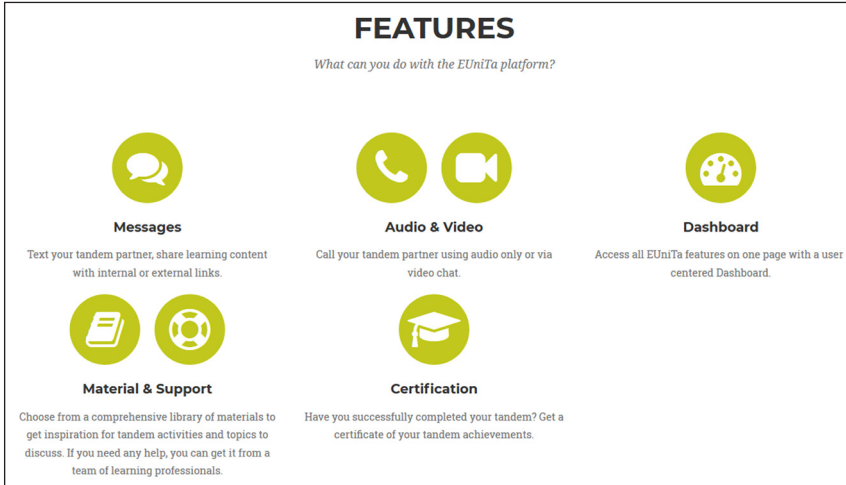 FEATURES
What can you do with the EUniTa platform?
Messages
Text your tandem partner, share learning content
with internal or external links.
Audio & Video
Call your tandem partner using audio only or via
video chat.
Dashboard
Access all EUniTa features on one page with a user
centered Dashboard.
Material & Support
Choose from a comprehensive library of materials to
get inspiration for tandem activities and topics to
discuss. If you need any help, you can get it from a
team of learning professionals.
Certification
Have you successfully completed your tandem? Get a
certificate of your tandem achievements.